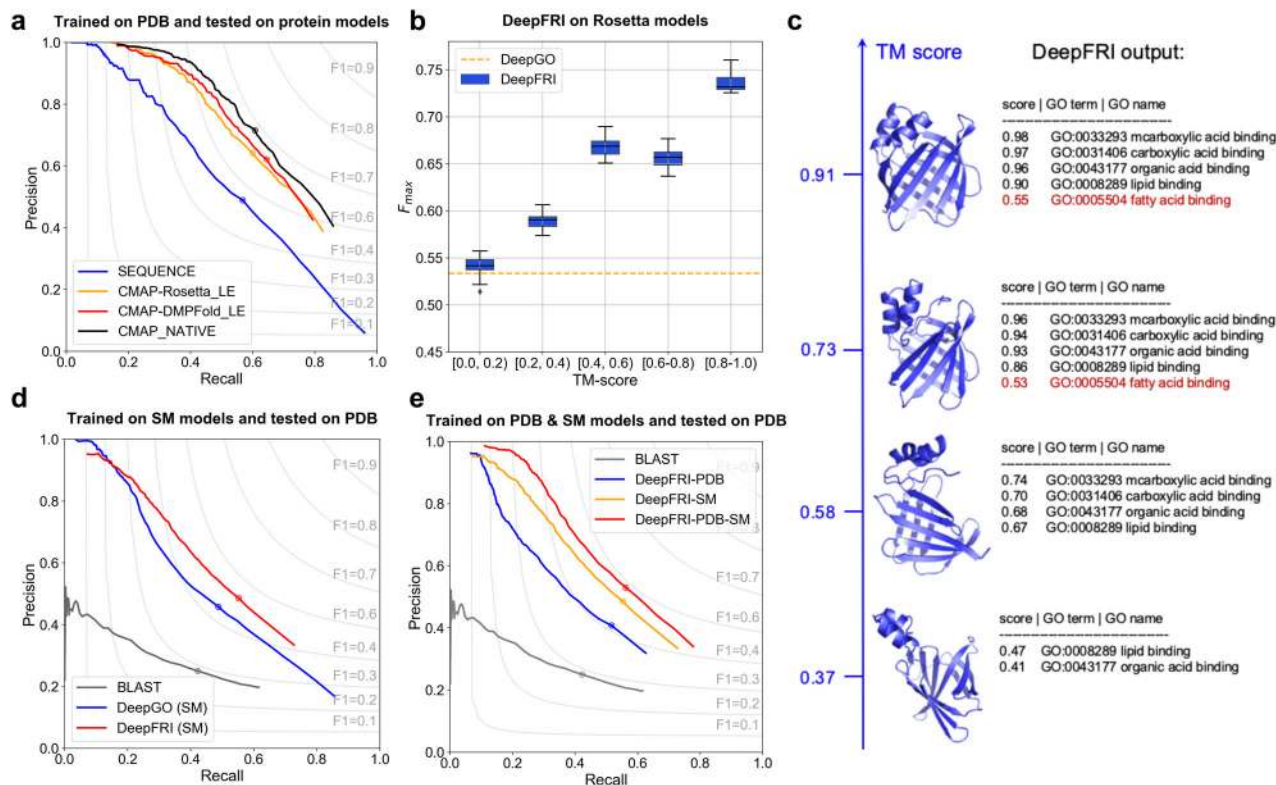 a Trained on PDB and tested on protein models
1.0
0.8
0.6
0.4
0.2
0.0
Precision
0.0 0.2 0.4 0.6 0.8 1.0
Recall
F1=0.9
F1=0.8
F1=0.7
F1=0.6
F1=0.4
F1=0.3
F1=0.2
F1=0.1
SEQUENCE
CMAP-Rosetta_LE
CMAP-DMPFold_LE
CMAP_NATIVE
b DeepFRI on Rosetta models
DeepGO
DeepFRI
0.75
0.70
0.65
0.60
0.55
0.50
0.45
Fmax
[0.0, 0.2) [0.2, 0.4) [0.4, 0.6) [0.6-0.8) [0.8-1.0)
TM-score
c
TM score DeepFRI output:
0.91
score | GO term | GO name
0.98 GO:0033293 mcarboxylic acid binding
0.97 GO:0031406 carboxylic acid binding
0.96 GO:0043177 organic acid binding
0.90 GO:0008289 lipid binding
0.55 GO:0005504 fatty acid binding
0.73
score | GO term | GO name
0.96 GO:0033293 mcarboxylic acid binding
0.94 GO:0031406 carboxylic acid binding
0.93 GO:0043177 organic acid binding
0.86 GO:0008289 lipid binding
0.53 GO:0005504 fatty acid binding
0.58
score | GO term | GO name
0.74 GO:0033293 mcarboxylic acid binding
0.70 GO:0031406 carboxylic acid binding
0.68 GO:0043177 organic acid binding
0.67 GO:0008289 lipid binding
0.37
score | GO term | GO name
0.47 GO:0008289 lipid binding
0.41 GO:0043177 organic acid binding
d Trained on SM models and tested on PDB
1.0
0.8
0.6
0.4
0.2
0.0
Precision
0.0 0.2 0.4 0.6 0.8 1.0
Recall
F1=0.9
F1=0.8
F1=0.7
F1=0.6
F1=0.4
F1=0.3
F1=0.2
F1=0.1
BLAST
DeepGO (SM)
DeepFRI (SM)
e Trained on PDB & SM models and tested on PDB
1.0
0.8
0.6
0.4
0.2
0.0
Precision
0.0 0.2 0.4 0.6 0.8 1.0
Recall
BLAST
DeepFRI-PDB
DeepFRI-SM
DeepFRI-PDB-SM
F1=0.7
F1=0.6
F1=0.4
F1=0.3
F1=0.2
F1=0.1